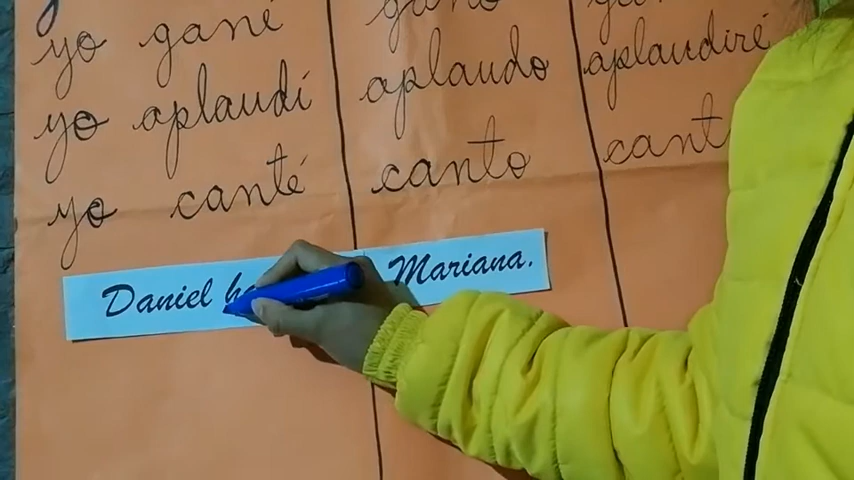 yo gané
yo aplaudí aplaudo aplaudiré
yo canté canto
Daniel Mariana.